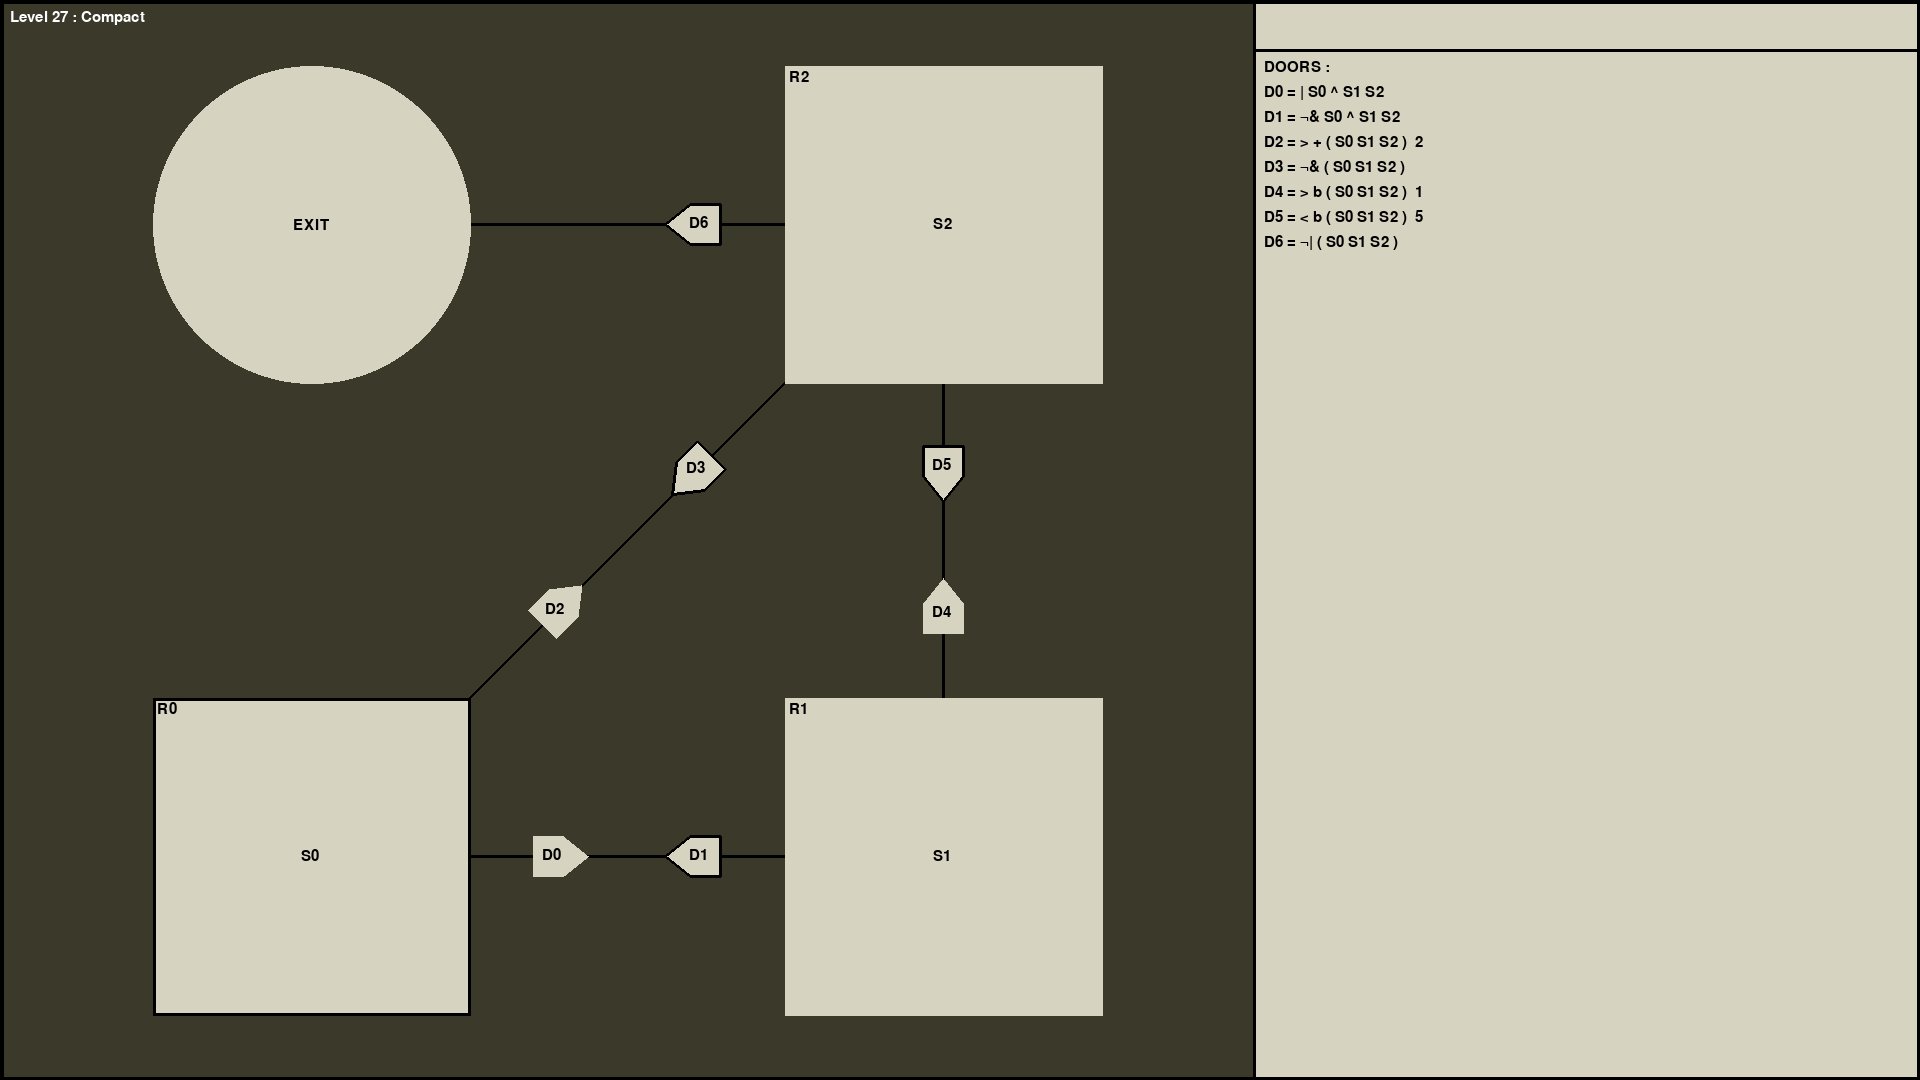 Level 27 : Compact
EXIT
D6
R2
S2
D3
D5
D2
D4
R0
S0
D0
D1
R1
S1
DOORS :
D0 = | S0 ^ S1 S2
D1 = ¬& S0 ^ S1 S2
D2 = > + ( S0 S1 S2 ) 2
D3 = ¬& ( S0 S1 S2 )
D4 = > b ( S0 S1 S2 ) 1
D5 = < b ( S0 S1 S2 ) 5
D6 = ¬| ( S0 S1 S2 )